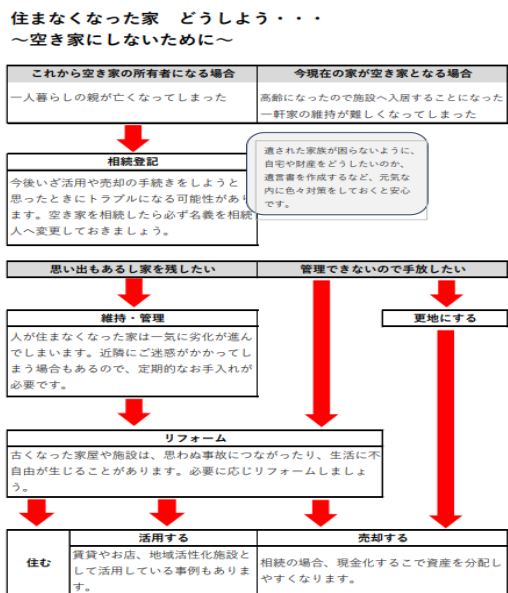 住まなくなった家　どうしよう・・・
～空き家にしないために～
これから空き家の所有者になる場合
今現在の家が空き家となる場合
一人暮らしの親が亡くなってしまった
高齢になったので施設へ入居することになった
一軒家の維持が難しくなってしまった
相続登記
今後いざ活用や売却の手続きをしようと
思ったときにトラブルになる可能性があり
ます。空き家を相続したら必ず名義を相続
人へ変更しておきましょう。
遺された家族が困らないように、
自宅や財産をどうしたいのか、
遺言書を作成するなど、元気な
内に色々対策をしておくと安心
です。
思い出もあるし家を残したい
管理できないので手放したい
維持・管理
人が住まなくなった家は一気に劣化が進ん
でしまいます。近隣にご迷惑がかかってし
まう場合もあるので、定期的なお手入れが
必要です。
更地にする
リフォーム
古くなった家屋や施設は、思わぬ事故につながったり、生活に不
自由が生じることがあります。必要に応じリフォームしましょ
う。
住む
活用する
賃貸やお店、地域活性化施設と
して活用している事例もありま
す。
売却する
相続の場合、現金化するこで資産を分配し
やすくなります。